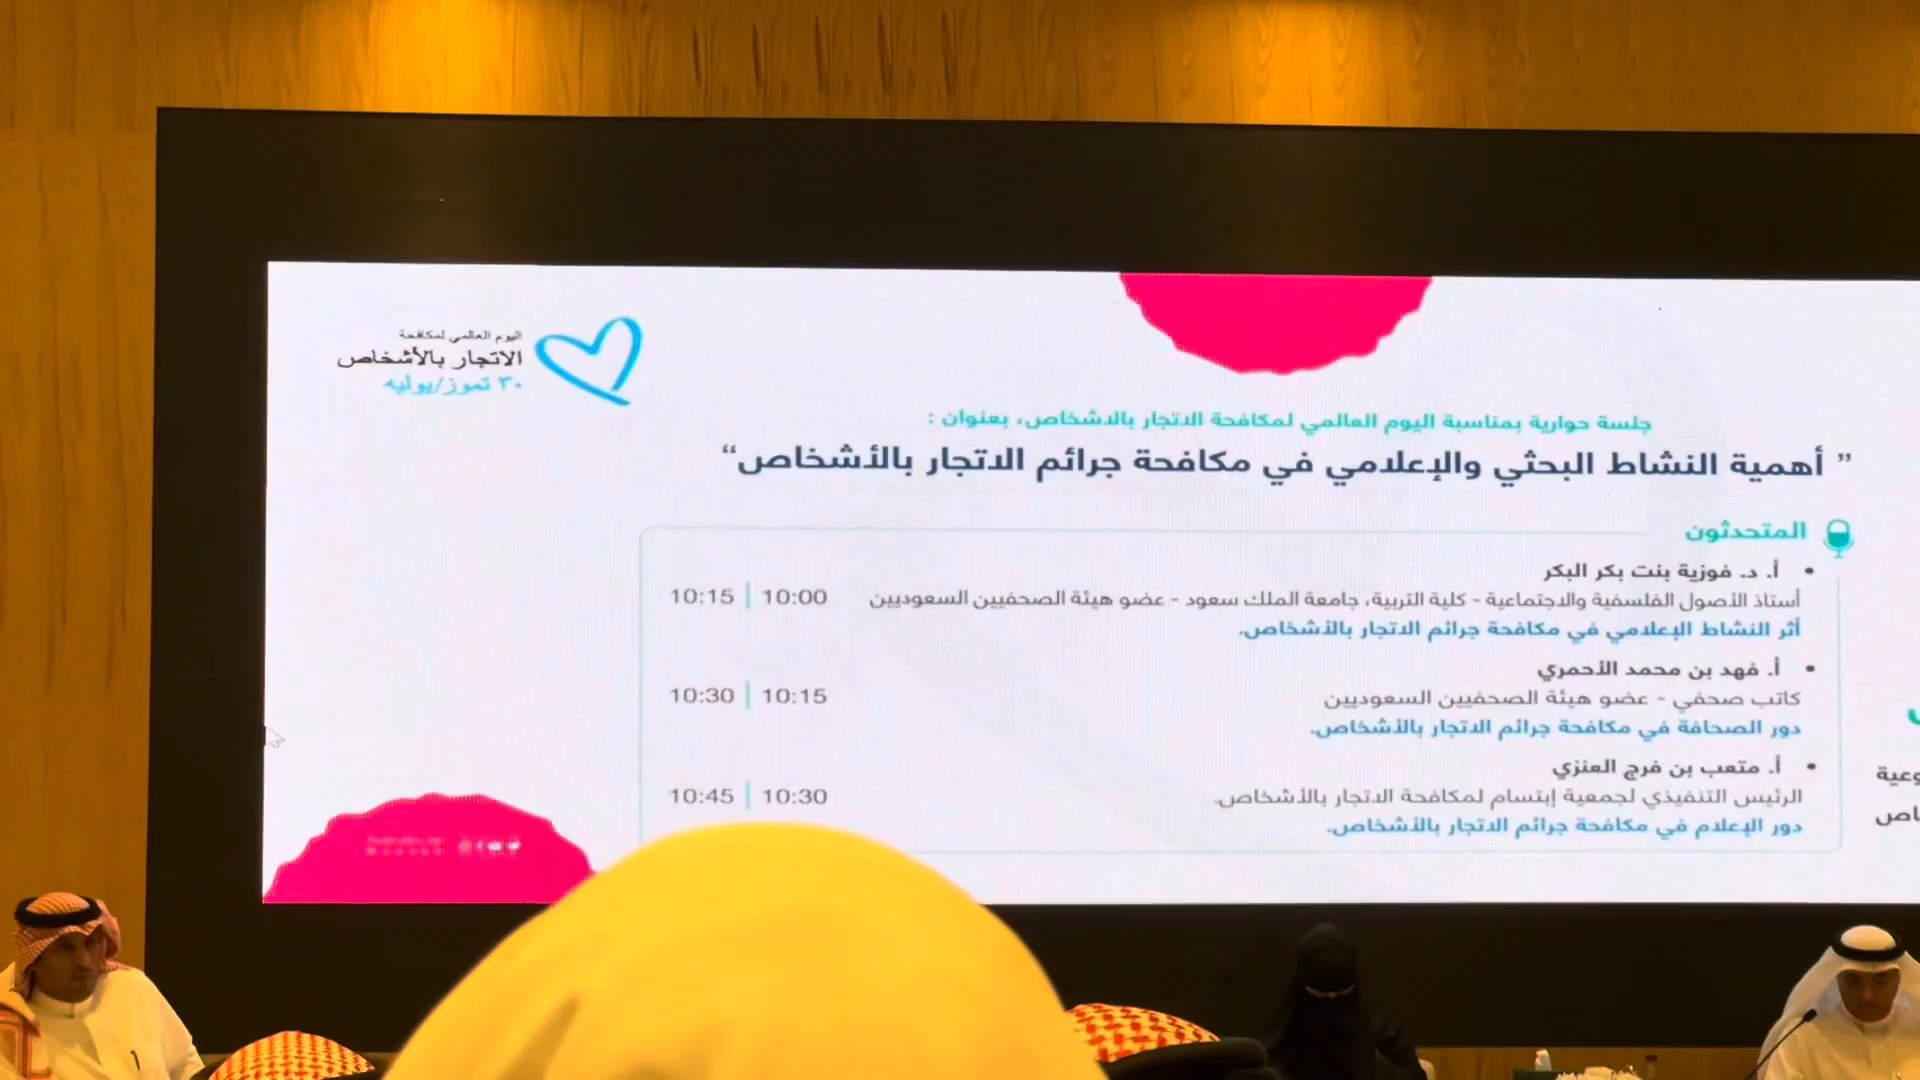 اليوم العالمي لمكافحة
الاتجار بالأشخاص
٣٠ تموز/يوليه
جلسة حوارية بمناسبة اليوم العالمي لمكافحة الاتجار بالاشخاص، بعنوان :
” أهمية النشاط البحثي والإعلامي في مكافحة جرائم الاتجار بالأشخاص“
المتحدثون
• أ. د. فوزية بنت بكر البكر
أستاذ الأصول الفلسفية والاجتماعية - كلية التربية، جامعة الملك سعود - عضو هيئة الصحفيين السعوديين
10:15 | 10:00
أثر النشاط الإعلامي في مكافحة جرائم الاتجار بالأشخاص.
• أ. فهد بن محمد الأحمري
كاتب صحفي - عضو هيئة الصحفيين السعوديين
10:30 | 10:15
دور الصحافة في مكافحة جرائم الاتجار بالأشخاص.
• أ. متعب بن فرج العنزي
الرئيس التنفيذي لجمعية إبتسام لمكافحة الاتجار بالأشخاص.
10:45 | 10:30
دور الإعلام في مكافحة جرائم الاتجار بالأشخاص.